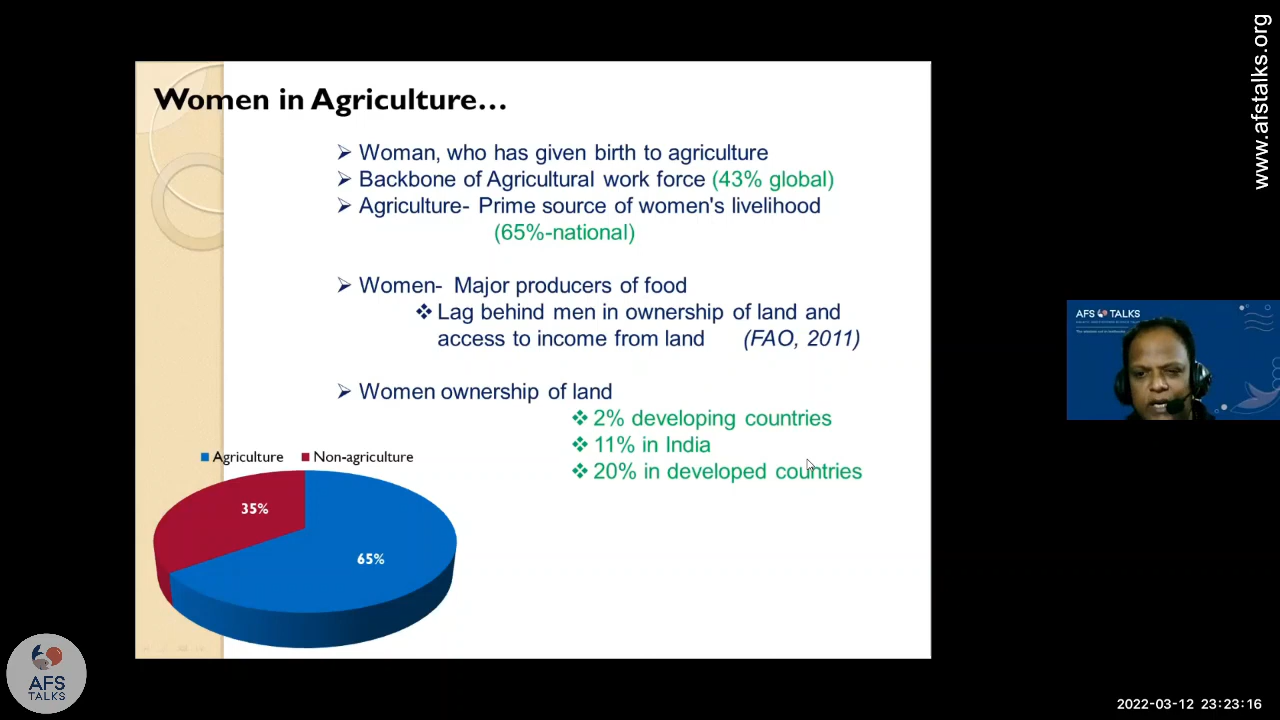 www.afstalks.org
Women in Agriculture...
➢ Woman, who has given birth to agriculture
➢ Backbone of Agricultural work force (43% global)
➢ Agriculture- Prime source of women's livelihood
(65%-national)
➢ Women- Major producers of food
❖ Lag behind men in ownership of land and
access to income from land (FAO, 2011)
➢ Women ownership of land
❖ 2% developing countries
❖ 11% in India
❖ 20% in developed countries
Agriculture Non-agriculture
35%
65%
AFS TALKS
AFS
TALKS
2022-03-12 23:23:16